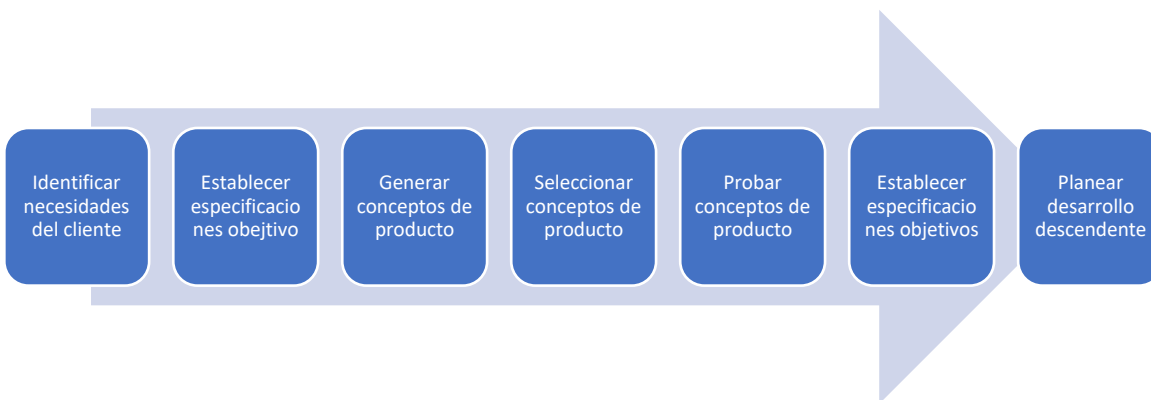 Identificar
necesidades
del cliente
Establecer
especificacio
nes obejtivo
Generar
conceptos de
producto
Seleccionar
conceptos de
producto
Probar
conceptos de
producto
Establecer
especificacio
nes objetivos
Planear
desarrollo
descendente